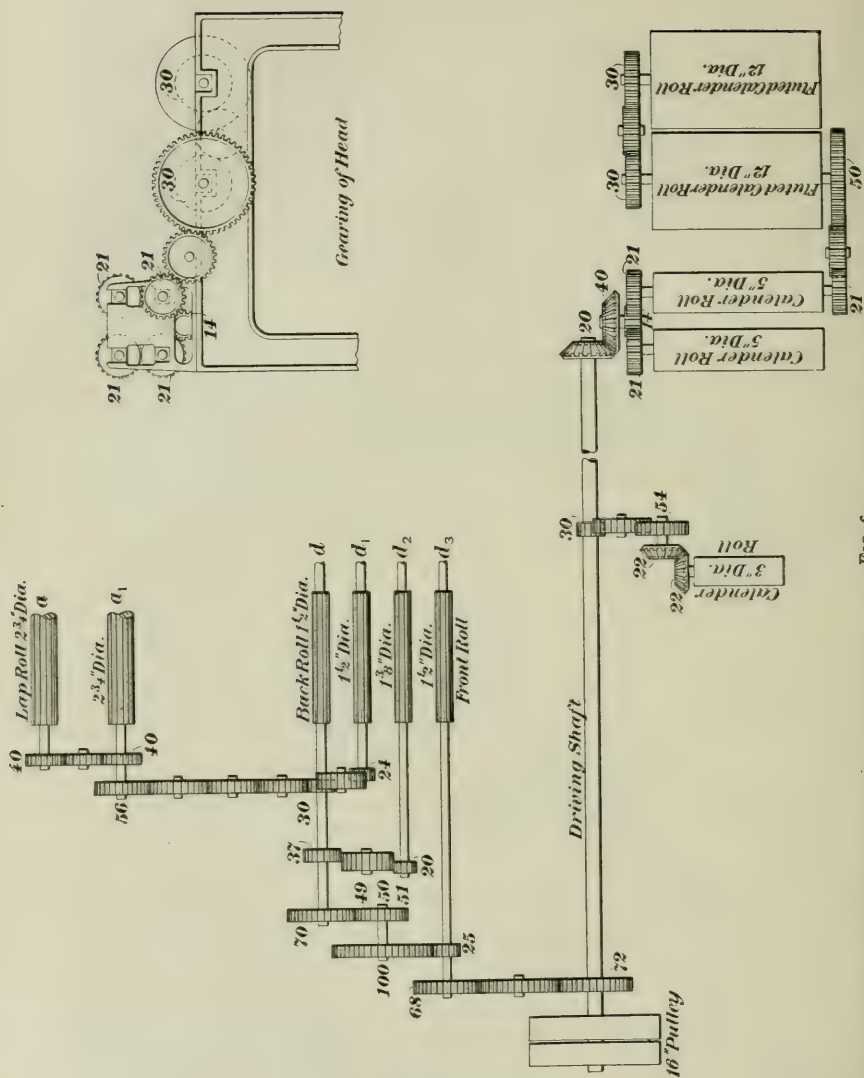 Lap Roll 2¾" Dia.
a
40
2¾" Dia.
a₁
40
56
Back Roll 1½" Dia.
d
30
1½" Dia.
d₁
24
37
1⅜" Dia.
d₂
49
20
70
50
51
1½" Dia.
d₃
Front Roll
100
25
68
72
16" Pulley
Driving Shaft
30
54
22
22
Calender
3" Dia.
Roll
20
40
14
21
21
Calender Roll
5" Dia.
Calender Roll
5" Dia.
21
50
30
30
Fluted Calender Roll
12" Dia.
Fluted Calender Roll
12" Dia.
21
21
21
21
14
30
30
Gearing of Head